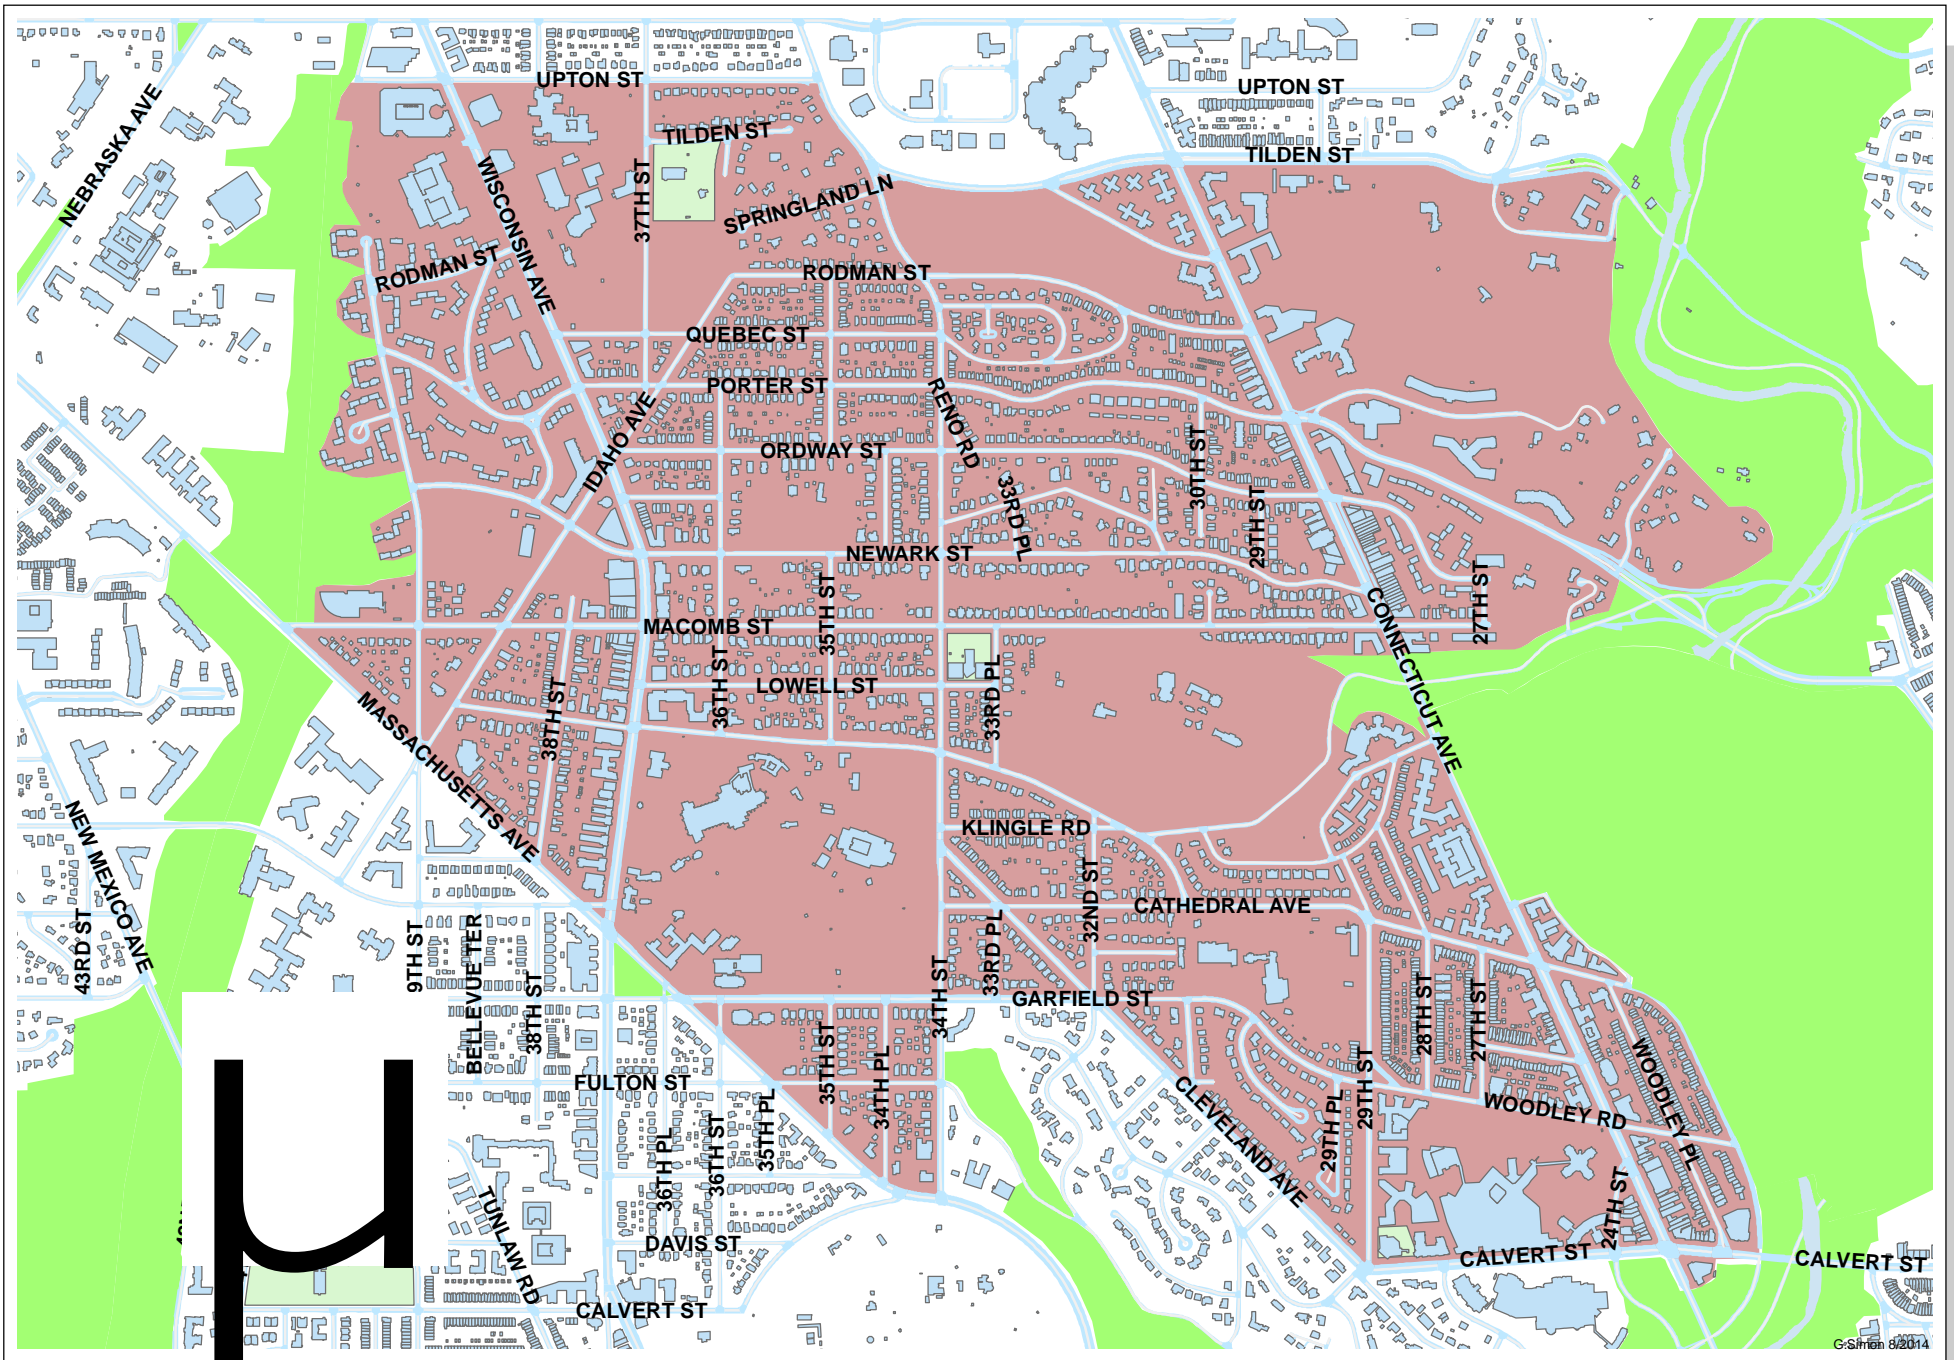 UPTON ST
UPTON ST
NEBRASKA AVE
TILDEN ST
TILDEN ST
WISCONSIN AVE
37TH ST
SPRINGLAND LN
RODMAN ST
RODMAN ST
QUEBEC ST
PORTER ST
RENO RD
IDAHO AVE
ORDWAY ST
30TH ST
33RD PL
29TH ST
NEWARK ST
35TH ST
CONNECTICUT AVE
27TH ST
MACOMB ST
36TH ST
LOWELL ST
33RD PL
38TH ST
MASSACHUSETTS AVE
NEW MEXICO AVE
KLINGLE RD
32ND ST
CATHEDRAL AVE
43RD ST
9TH ST
BELLEVUE TER
38TH ST
33RD PL
34TH ST
GARFIELD ST
28TH ST
27TH ST
35TH ST
34TH PL
FULTON ST
29TH ST
29TH PL
WOODLEY PL
WOODLEY RD
CLEVELAND AVE
36TH PL
36TH ST
35TH PL
24TH ST
TUNLAW RD
DAVIS ST
CALVERT ST
CALVERT ST
CALVERT ST
µ
G.Simon 8/2014